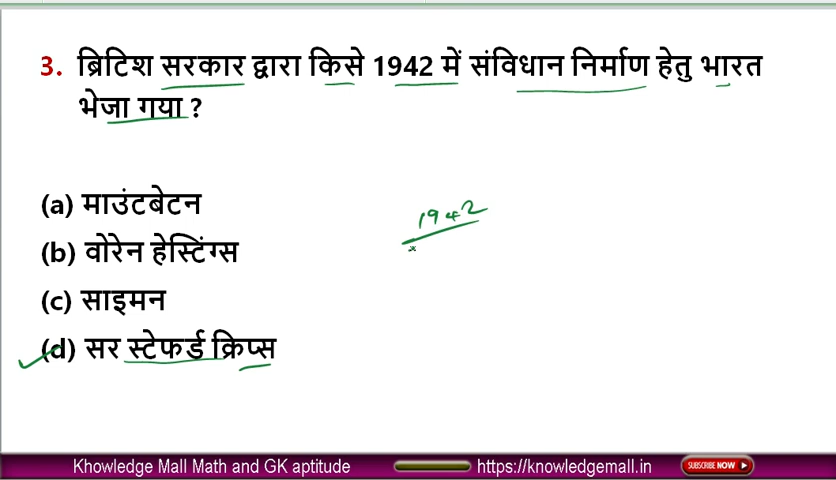 3. ब्रिटिश सरकार द्वारा किसे 1942 में संविधान निर्माण हेतु भारत
भेजा गया ?
(a) माउंटबेटन
1942
(b) वोरेन हेस्टिंग्स
(c) साइमन
(d) सर स्टेफर्ड क्रिप्स
Khowledge Mall Math and GK aptitude https://knowledgemall.in SUBSCRIBE NOW